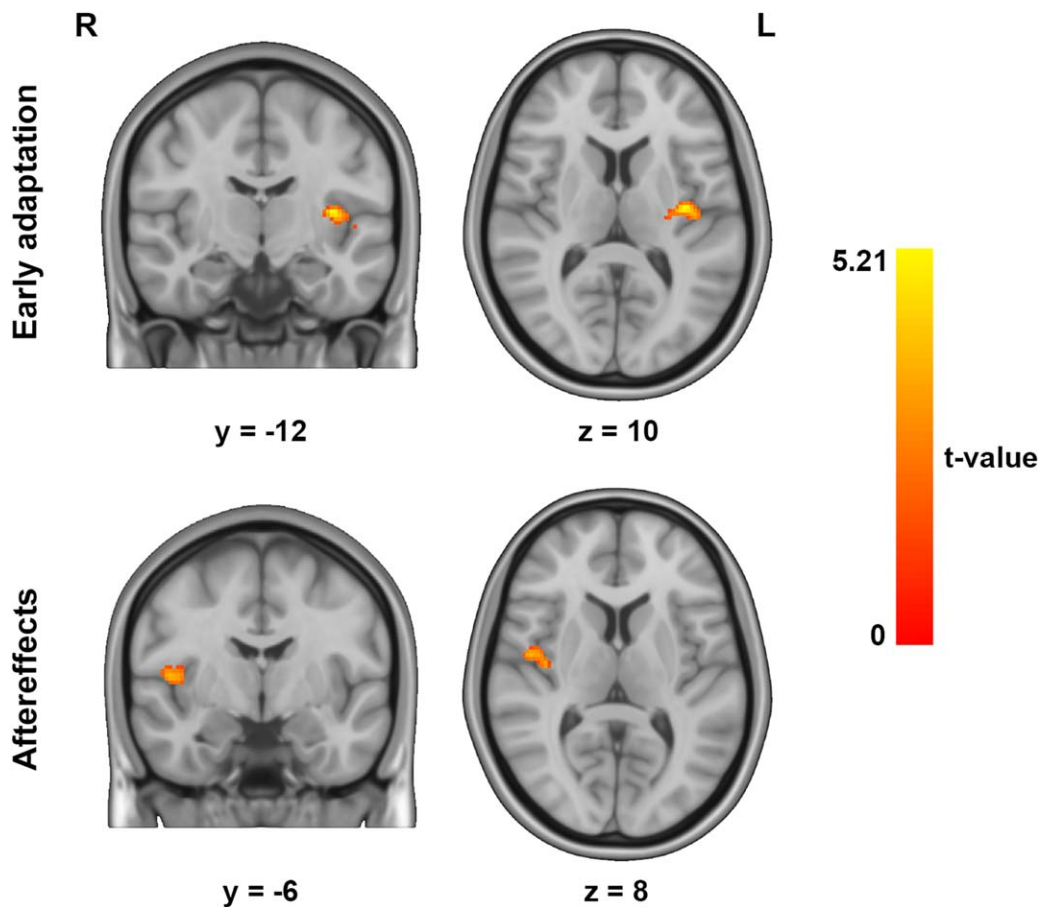 R
L
Early adaptation
y = -12
z = 10
5.21
t-value
0
Aftereffects
y = -6
z = 8